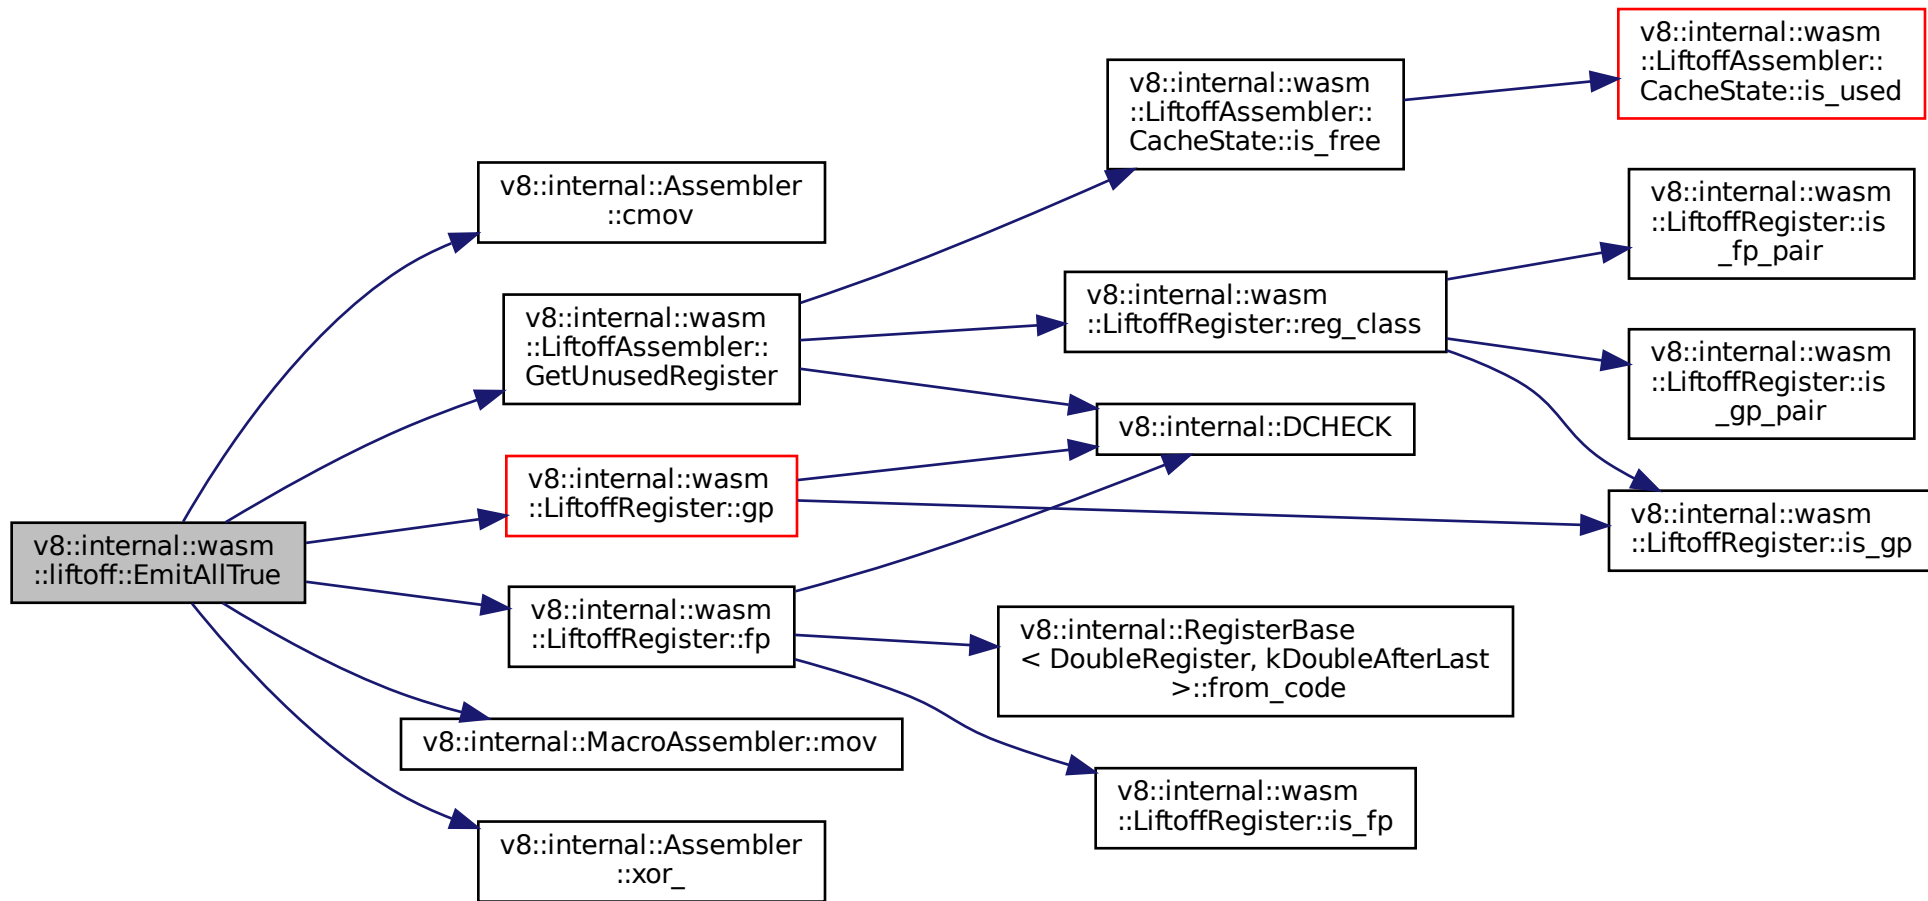 v8::internal::wasm
::liftoff::EmitAllTrue
v8::internal::Assembler
::cmov
v8::internal::wasm
::LiftoffAssembler::
GetUnusedRegister
v8::internal::wasm
::LiftoffRegister::gp
v8::internal::wasm
::LiftoffRegister::fp
v8::internal::MacroAssembler::mov
v8::internal::Assembler
::xor_
v8::internal::wasm
::LiftoffAssembler::
CacheState::is_free
v8::internal::wasm
::LiftoffRegister::reg_class
v8::internal::DCHECK
v8::internal::RegisterBase
< DoubleRegister, kDoubleAfterLast
>::from_code
v8::internal::wasm
::LiftoffRegister::is_fp
v8::internal::wasm
::LiftoffAssembler::
CacheState::is_used
v8::internal::wasm
::LiftoffRegister::is
_fp_pair
v8::internal::wasm
::LiftoffRegister::is
_gp_pair
v8::internal::wasm
::LiftoffRegister::is_gp